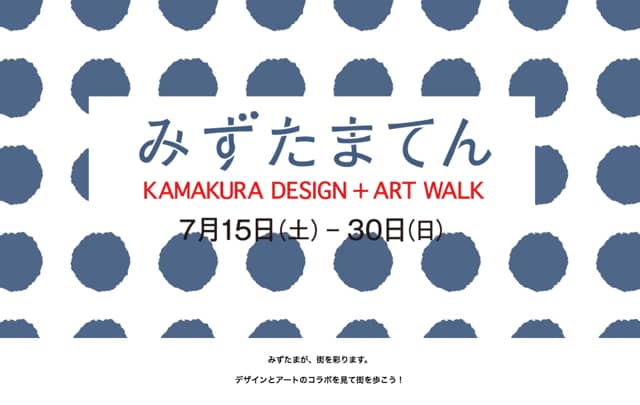 みずたまてん
KAMAKURA DESIGN + ART WALK
7月15日(土) – 30日(日)
みずたまが、街を彩ります。
デザインとアートのコラボを見て街を歩こう！